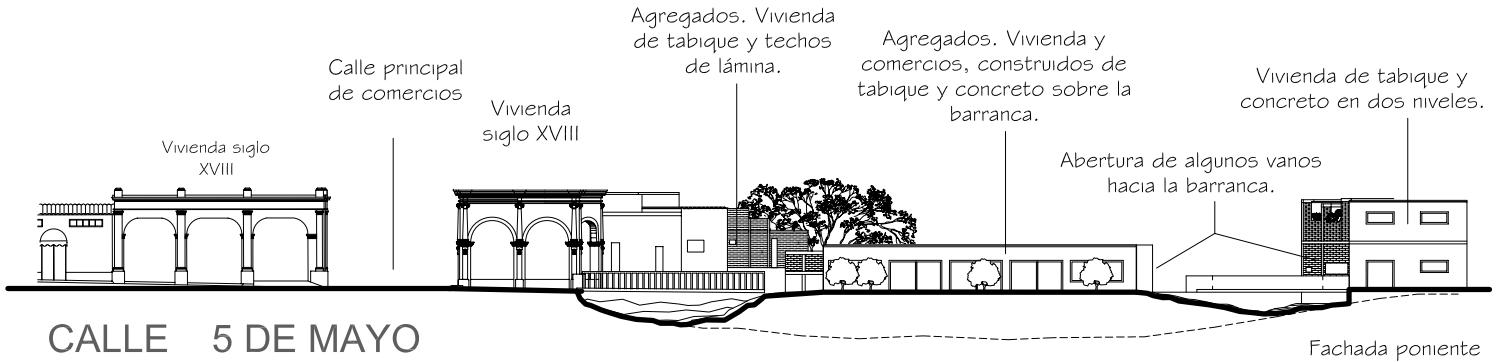 Vivienda siglo
XVIII
Calle principal
de comercios
Vivienda
siglo XVIII
Agregados. Vivienda
de tabique y techos
de lámina.
Agregados. Vivienda y
comercios, construidos de
tabique y concreto sobre la
barranca.
Abertura de algunos vanos
hacia la barranca.
Vivienda de tabique y
concreto en dos niveles.
CALLE 5 DE MAYO
Fachada poniente